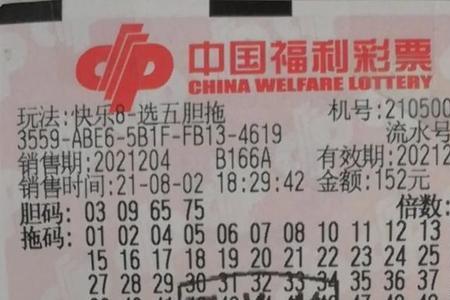 中国福利彩票
CHINA WELFARE LOTTERY
玩法:快乐8-选五胆拖 机号:210500
3559-ABE6-5B1F-FB13-4619 流水号
销售期:2021204 B166A 有效期:20212
销售时间:21-08-02 18:29:42 金额:152元
胆码: 03 09 65 75 倍数:
拖码: 01 02 04 05 06 07 08 10 11 12 13
15 16 17 18 19 20 21 22 23 24 25
27 28 29 30 31 32 33 34 35 36 37